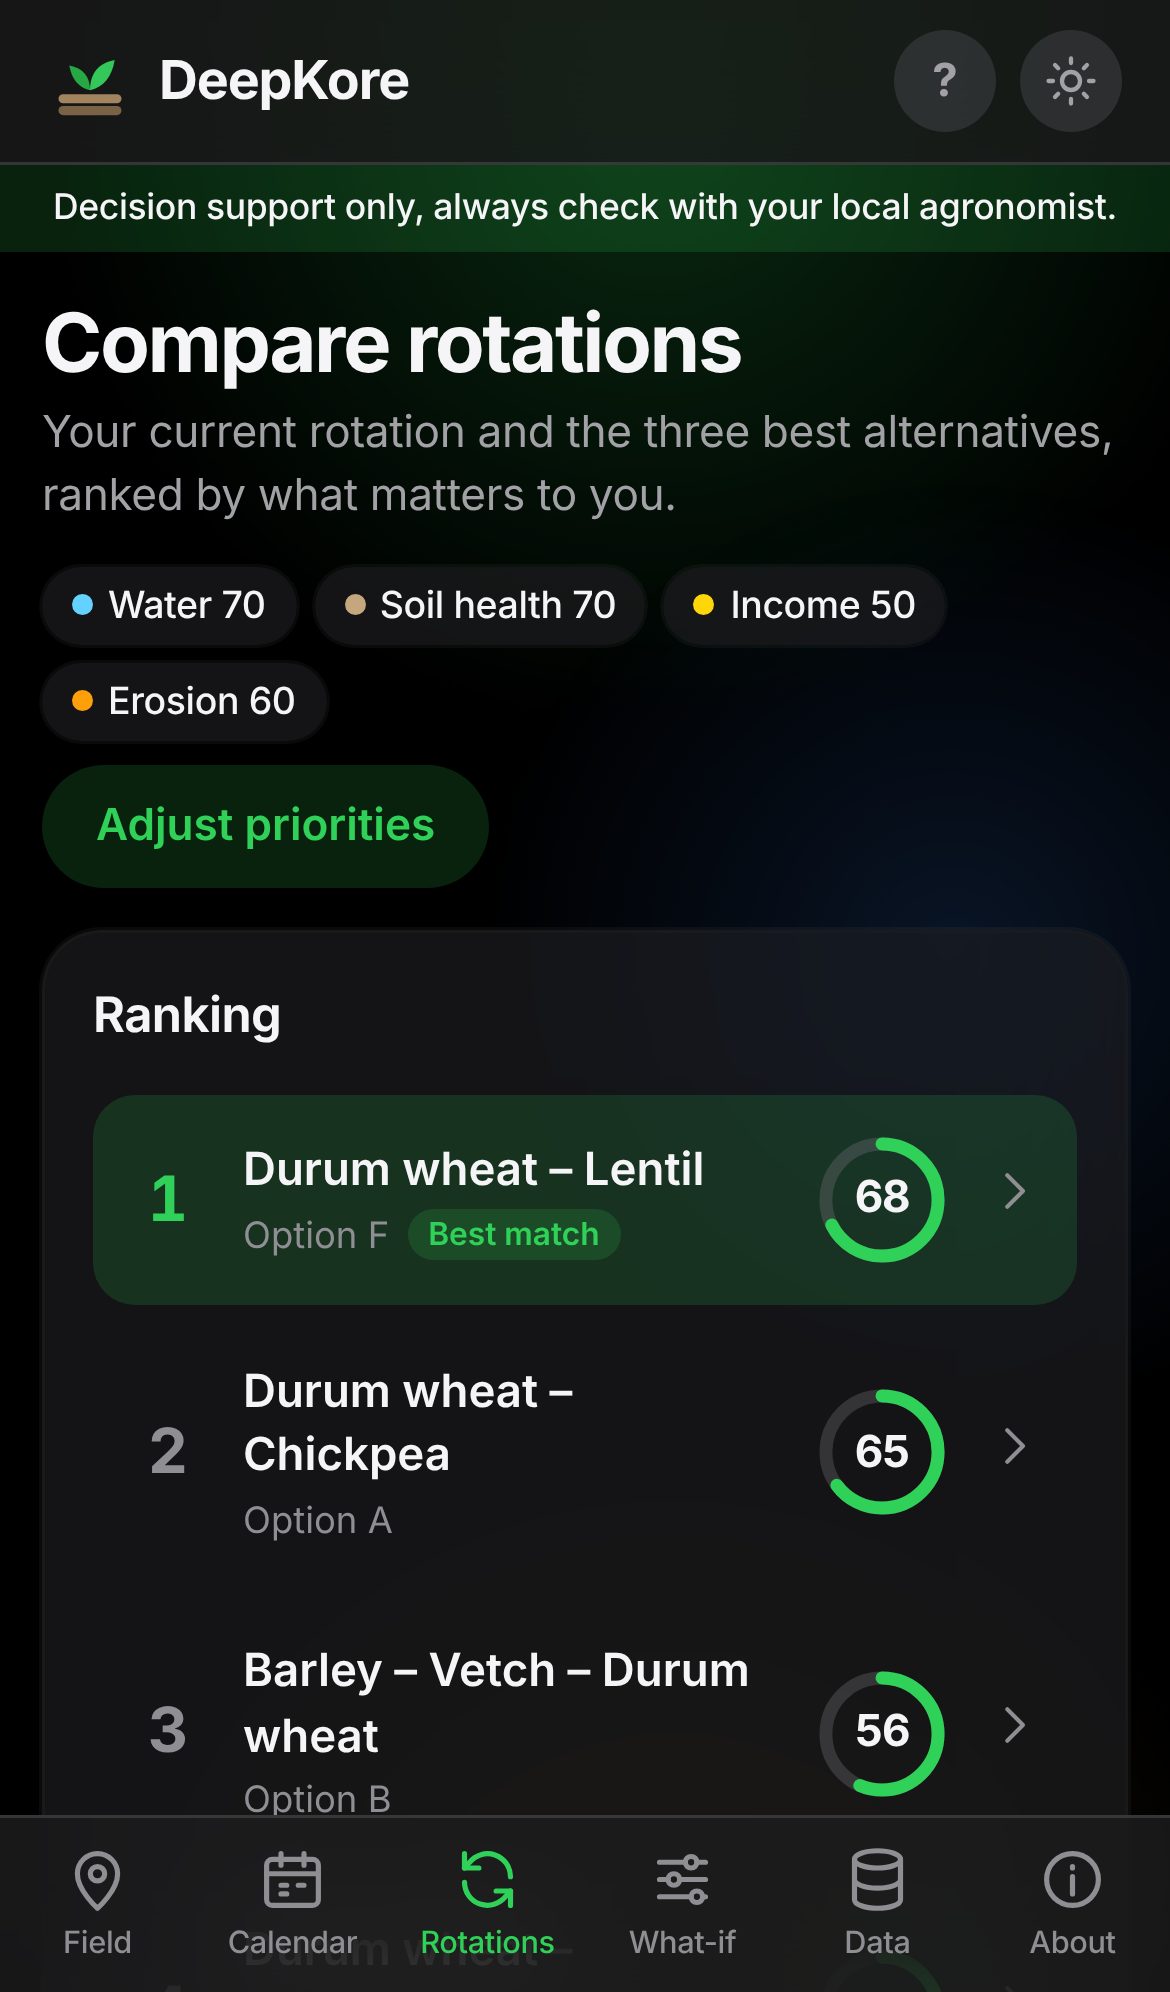 DeepKore
?
Decision support only, always check with your local agronomist.
Compare rotations
Your current rotation and the three best alternatives,
ranked by what matters to you.
Water 70
Soil health 70
Income 50
Erosion 60
Adjust priorities
Ranking
1
Durum wheat – Lentil
Option F
Best match
68
2
Durum wheat –
Chickpea
Option A
65
3
Barley – Vetch – Durum
wheat
Option B
56
Durum wheat –
Field
Calendar
Rotations
What-if
Data
About